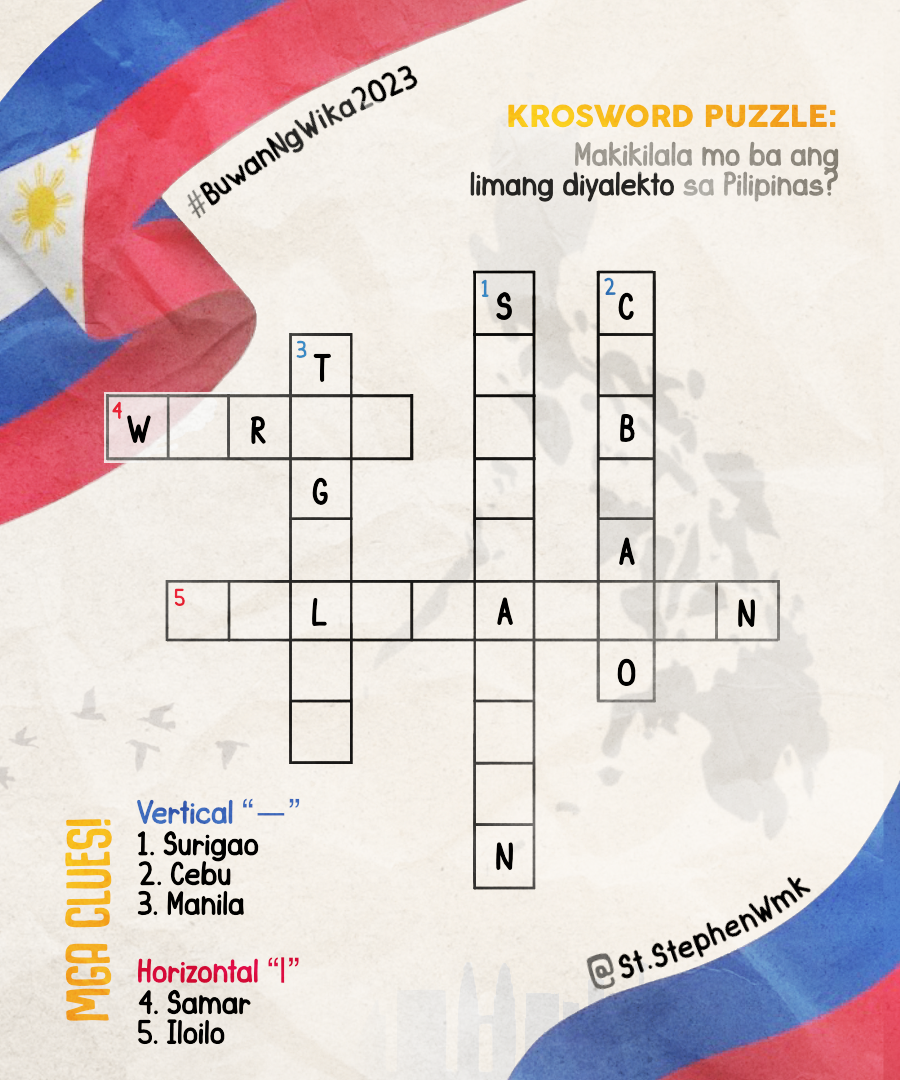 #BuwanNgWika2023
KROSWORD PUZZLE:
Makikilala mo ba ang
limang diyalekto sa Pilipinas?
1 S
2 C
3 T
4 W R
B
G
A
5 L A N
O
N
MGA CLUES!
Vertical “—”
1. Surigao
2. Cebu
3. Manila
Horizontal “|”
4. Samar
5. Iloilo
@St.StephenWmk